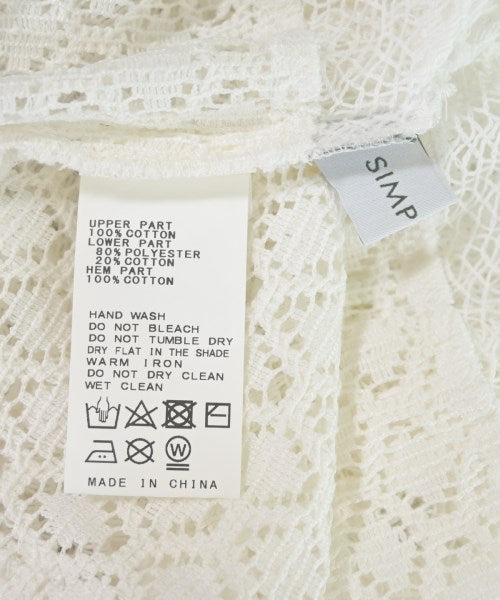 SIMP
UPPER PART
100% COTTON
LOWER PART
80% POLYESTER
20% COTTON
HEM PART
100% COTTON
HAND WASH
DO NOT BLEACH
DO NOT TUMBLE DRY
DRY FLAT IN THE SHADE
WARM IRON
DO NOT DRY CLEAN
WET CLEAN
W
MADE IN CHINA